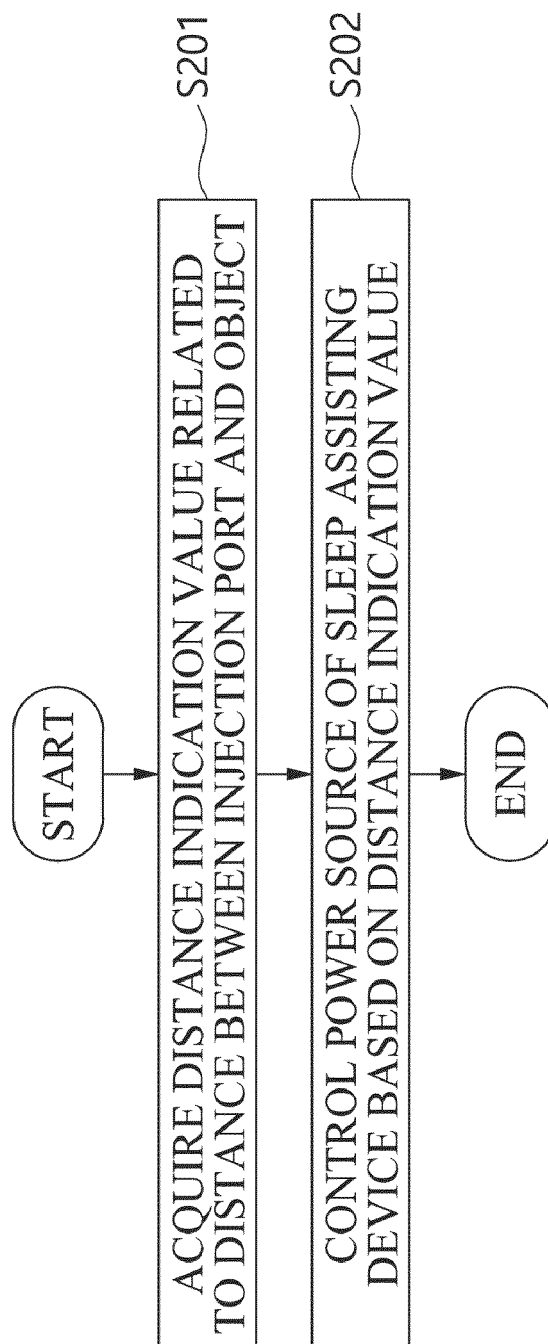 START
ACQUIRE DISTANCE INDICATION VALUE RELATED
TO DISTANCE BETWEEN INJECTION PORT AND OBJECT
S201
CONTROL POWER SOURCE OF SLEEP ASSISTING
DEVICE BASED ON DISTANCE INDICATION VALUE
S202
END